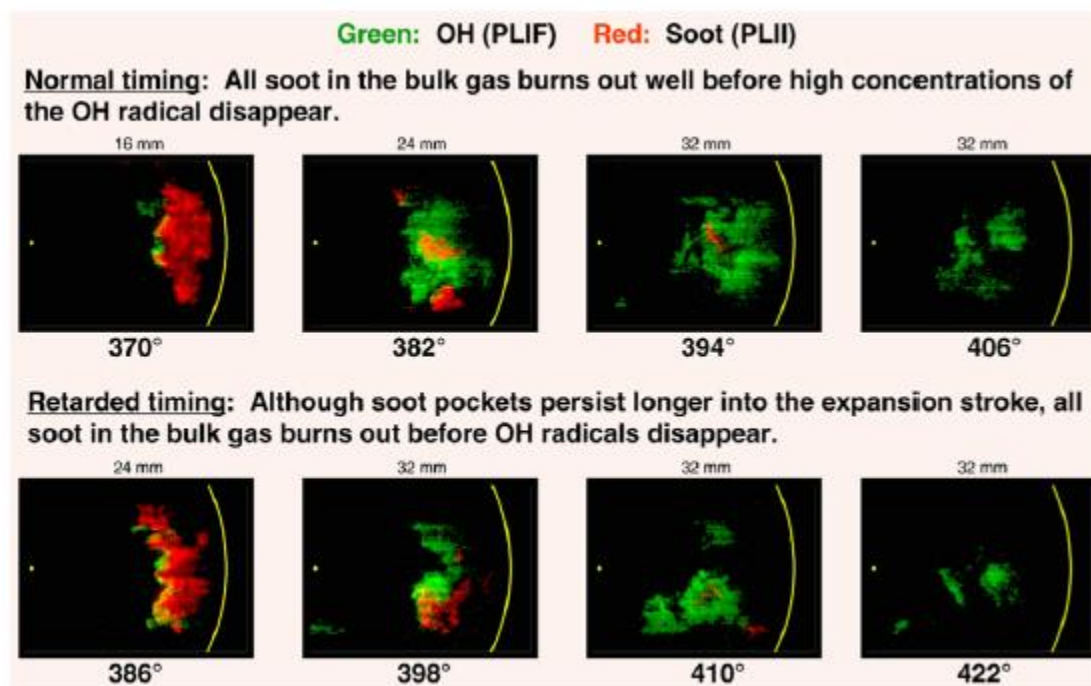 Green: OH (PLIF) Red: Soot (PLII)
Normal timing: All soot in the bulk gas burns out well before high concentrations of
the OH radical disappear.
16 mm 24 mm 32 mm 32 mm
370° 382° 394° 406°
Retarded timing: Although soot pockets persist longer into the expansion stroke, all
soot in the bulk gas burns out before OH radicals disappear.
24 mm 32 mm 32 mm 32 mm
386° 398° 410° 422°